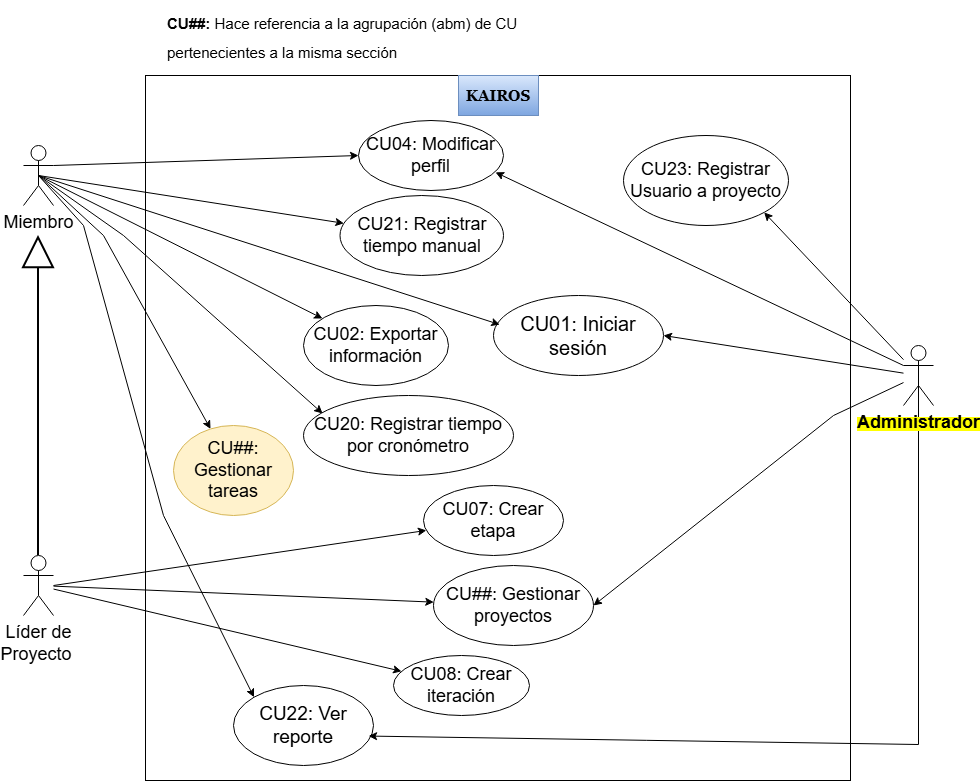 CU##: Hace referencia a la agrupación (abm) de CU
pertenecientes a la misma sección
KAIROS
CU04: Modificar
perfil
CU23: Registrar
Usuario a proyecto
Miembro
CU21: Registrar
tiempo manual
CU02: Exportar
información
CU01: Iniciar
sesión
CU20: Registrar tiempo
por cronómetro
Administrador
CU##:
Gestionar
tareas
CU07: Crear
etapa
CU##: Gestionar
proyectos
Líder de
Proyecto
CU08: Crear
iteración
CU22: Ver
reporte